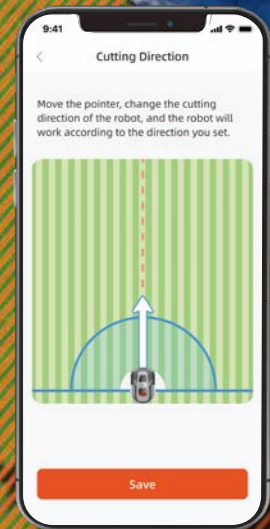 9:41
Cutting Direction
Move the pointer, change the cutting
direction of the robot, and the robot will
work according to the direction you set.
Save